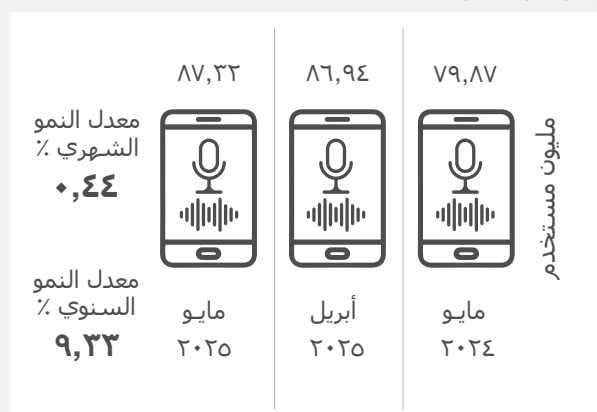 مليون مستخدم
٧٩,٨٧
مايو
٢٠٢٤
٨٦,٩٤
أبريل
٢٠٢٥
٨٧,٣٢
مايو
٢٠٢٥
معدل النمو
الشهري ٪
٠,٤٤
معدل النمو
السنوي ٪
٩,٣٣